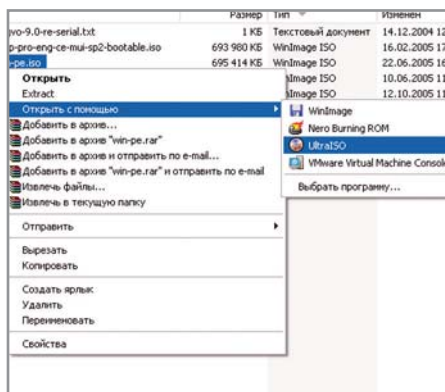 Размер Тип Изменен
vo-9.0-re-serial.txt 1 КБ Текстовый документ 14.12.2004 12
p-pro-eng-ce-mui-sp2-bootable.iso 693 980 КБ WinImage ISO 16.02.2005 17
-pe.iso 695 414 КБ WinImage ISO 22.06.2005 16
Image ISO 10.06.2005 11
Image ISO 12.10.2005 11
Открыть
Extract
Открыть с помощью
Добавить в архив...
Добавить в архив "win-pe.rar"
Добавить в архив и отправить по e-mail...
Добавить в архив "win-pe.rar" и отправить по e-mail
Извлечь файлы...
Извлечь в текущую папку
Отправить
Вырезать
Копировать
Создать ярлык
Удалить
Переименовать
Свойства
WinImage
Nero Burning ROM
UltraISO
VMware Virtual Machine Console
Выбрать программу...